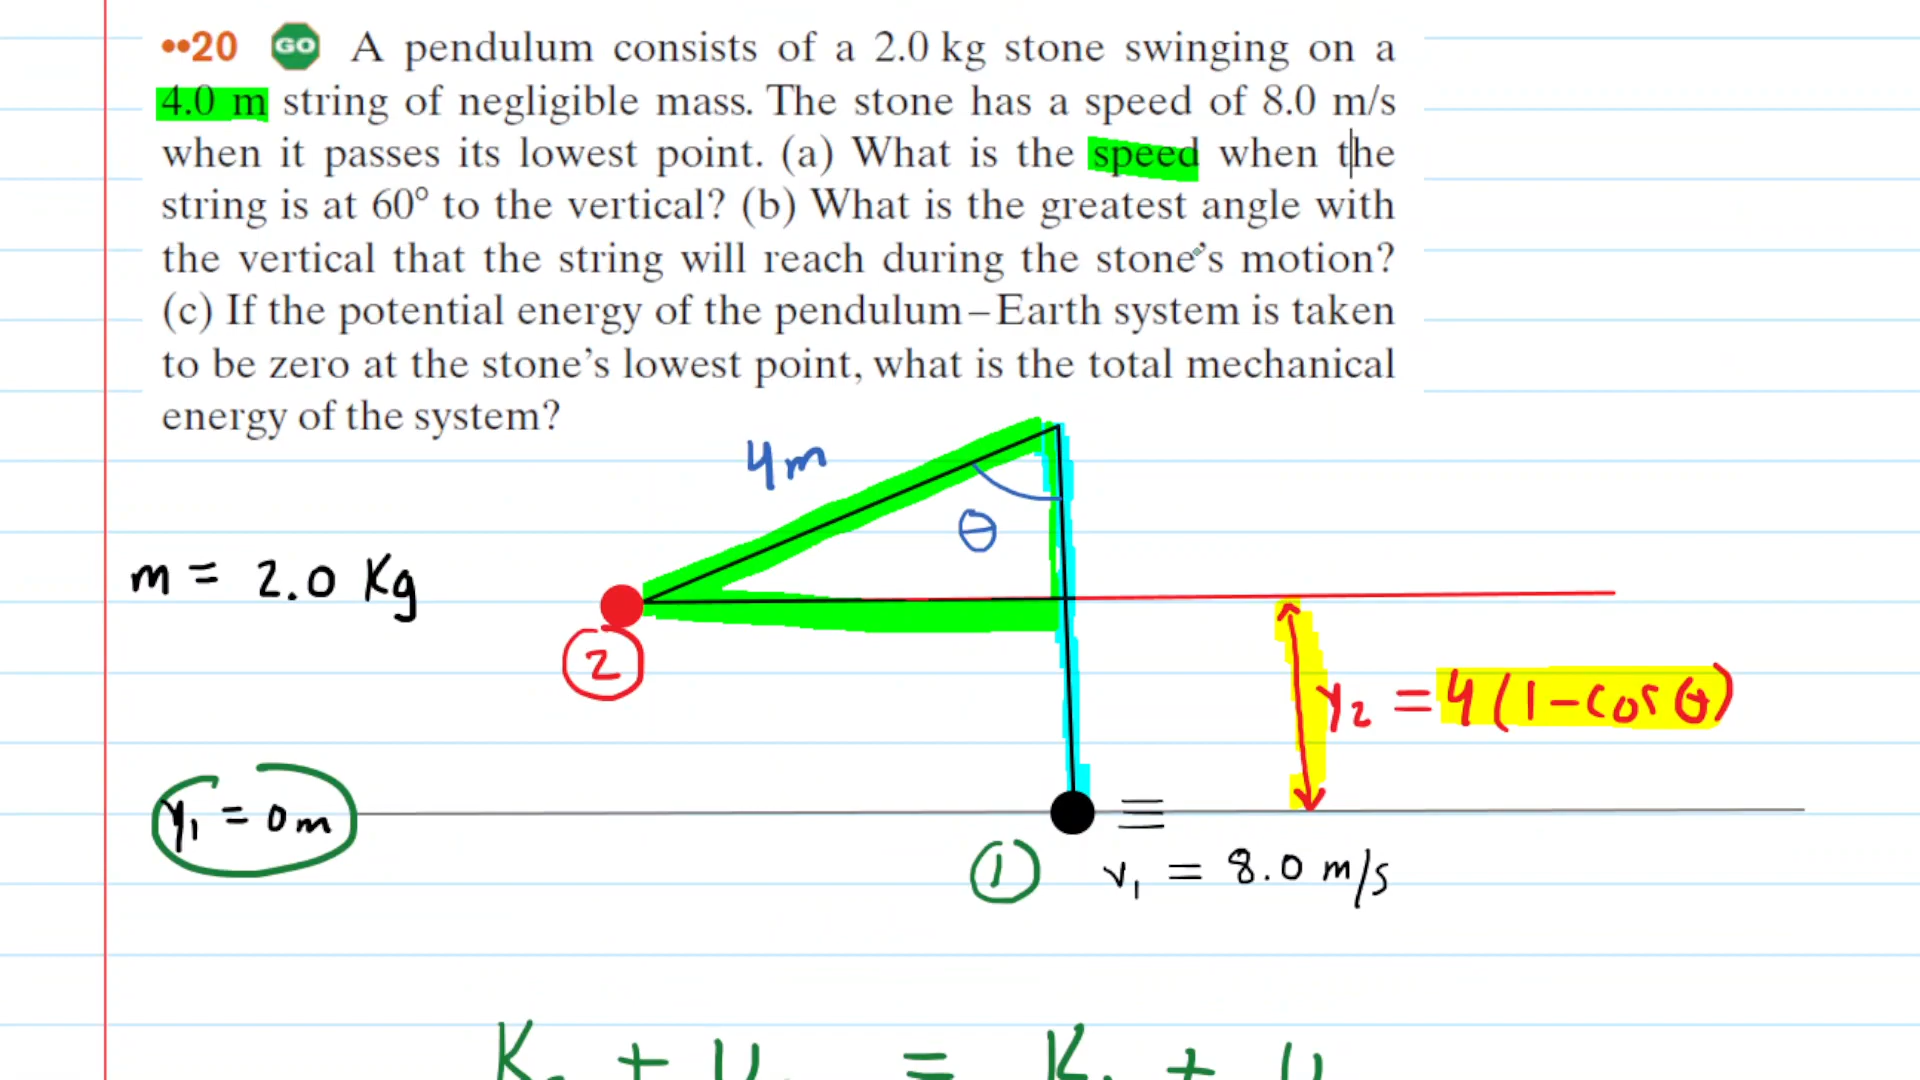 ••20 GO A pendulum consists of a 2.0 kg stone swinging on a
4.0 m string of negligible mass. The stone has a speed of 8.0 m/s
when it passes its lowest point. (a) What is the speed when the
string is at 60° to the vertical? (b) What is the greatest angle with
the vertical that the string will reach during the stone's motion?
(c) If the potential energy of the pendulum–Earth system is taken
to be zero at the stone's lowest point, what is the total mechanical
energy of the system?
4m
θ
m = 2.0 Kg
2
y₂ = 4(1-cos θ)
y₁ = 0m
1
v₁ = 8.0 m/s